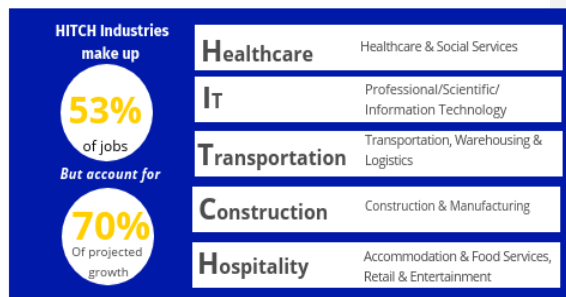 HITCH Industries
make up
53%
of jobs
But account for
70%
Of projected
growth
Healthcare
Healthcare & Social Services
IT
Professional/Scientific/
Information Technology
Transportation
Transportation, Warehousing &
Logistics
Construction
Construction & Manufacturing
Hospitality
Accommodation & Food Services,
Retail & Entertainment